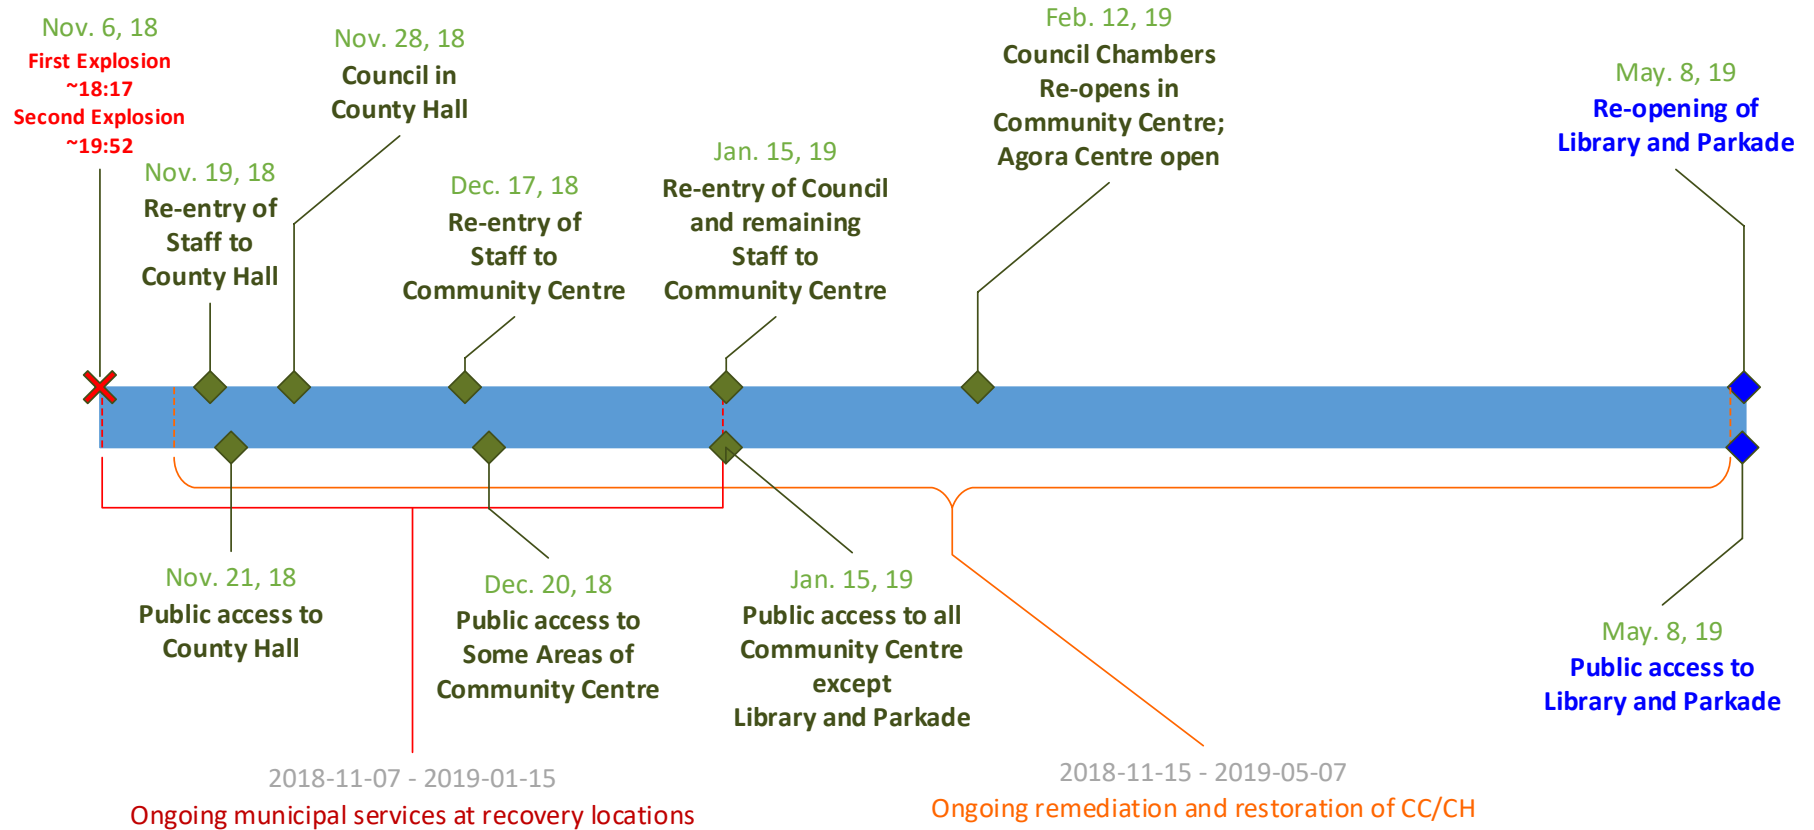 Nov. 6, 18
First Explosion
~18:17
Second Explosion
~19:52
Nov. 19, 18
Re-entry of
Staff to
County Hall
Nov. 28, 18
Council in
County Hall
Dec. 17, 18
Re-entry of
Staff to
Community Centre
Jan. 15, 19
Re-entry of Council
and remaining
Staff to
Community Centre
Feb. 12, 19
Council Chambers
Re-opens in
Community Centre;
Agora Centre open
May. 8, 19
Re-opening of
Library and Parkade
Nov. 21, 18
Public access to
County Hall
Dec. 20, 18
Public access to
Some Areas of
Community Centre
Jan. 15, 19
Public access to all
Community Centre
except
Library and Parkade
May. 8, 19
Public access to
Library and Parkade
2018-11-07 - 2019-01-15
Ongoing municipal services at recovery locations
2018-11-15 - 2019-05-07
Ongoing remediation and restoration of CC/CH